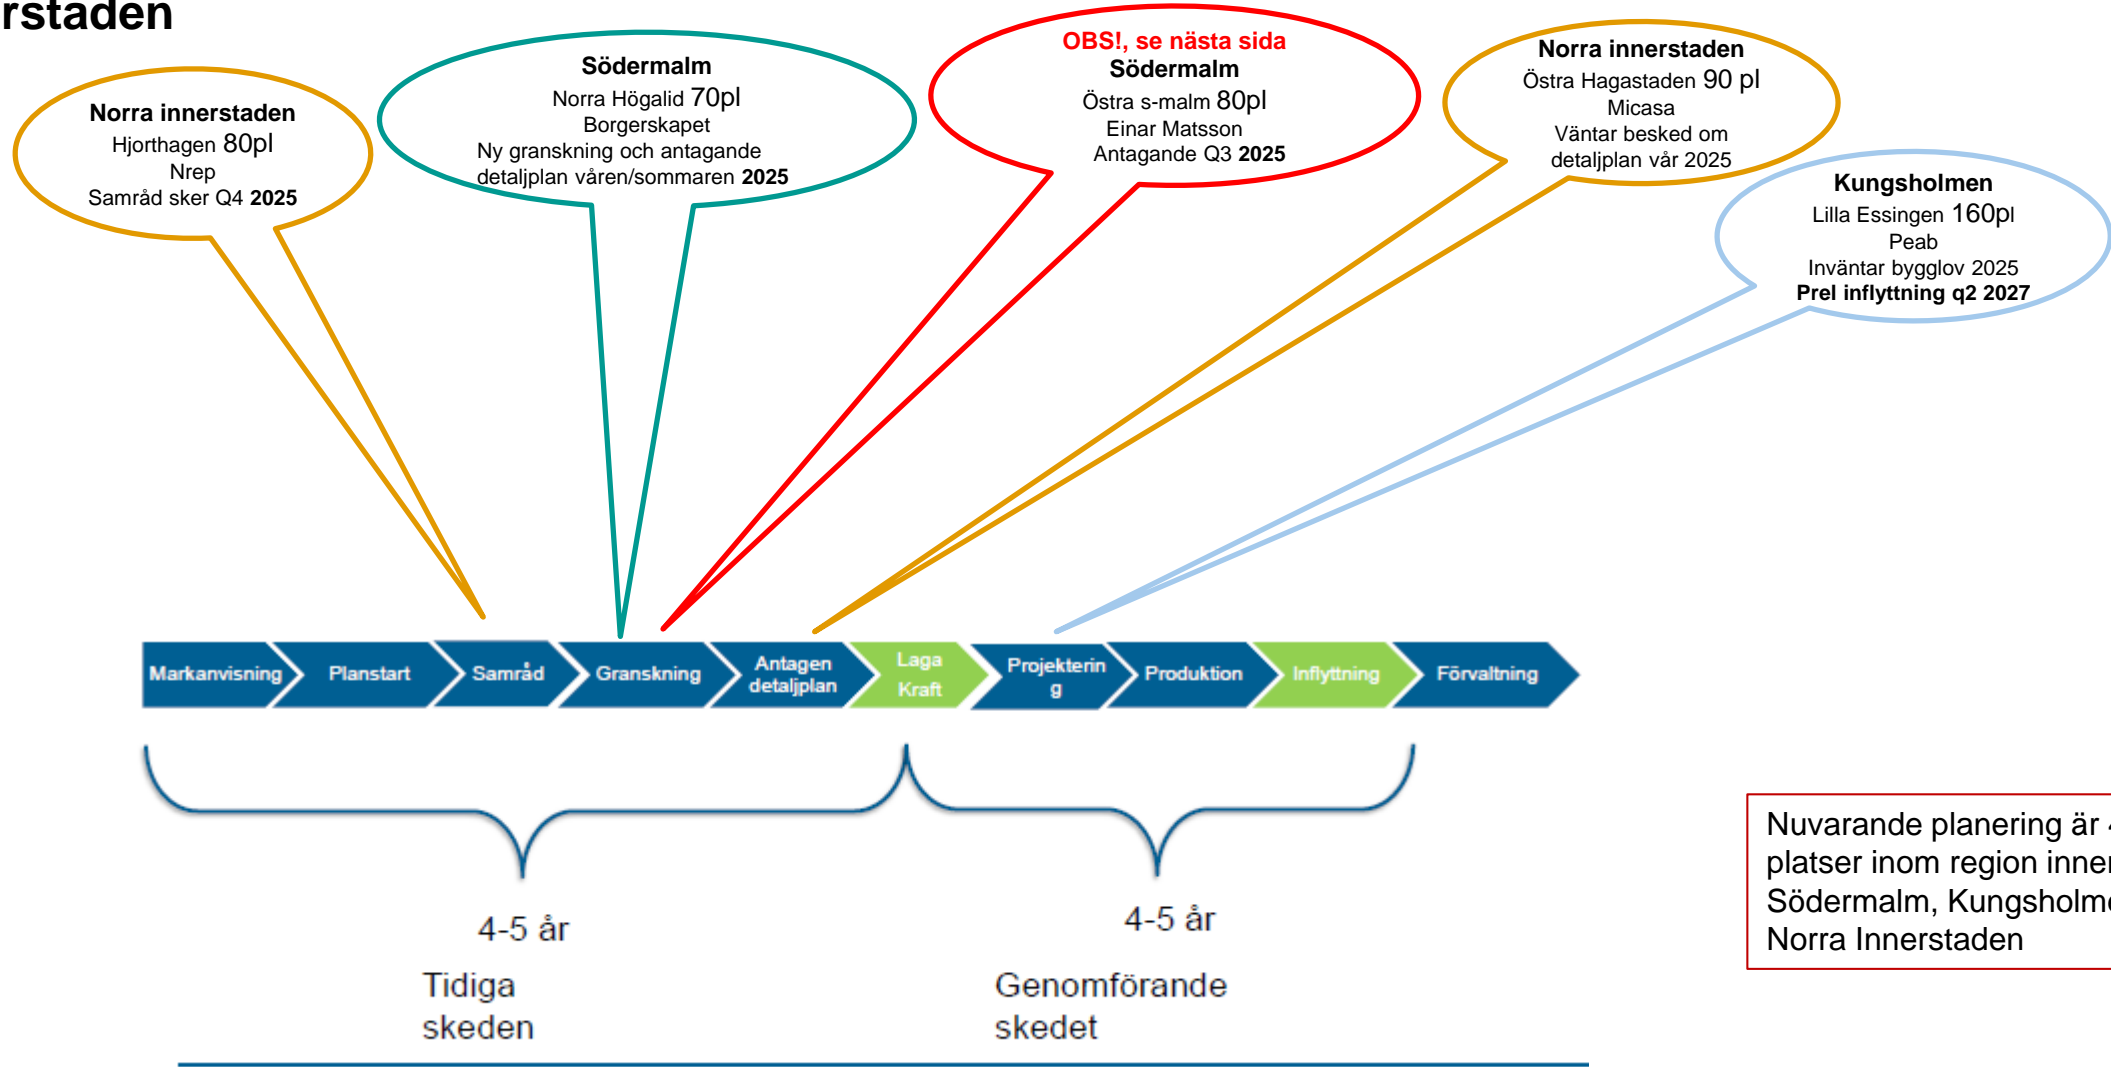 rstaden
Norra innerstaden
Hjorthagen 80pl
Nrep
Samråd sker Q4 2025
Södermalm
Norra Högalid 70pl
Borgerskapet
Ny granskning och antagande
detaljplan våren/sommaren 2025
OBS!, se nästa sida
Södermalm
Östra s-malm 80pl
Einar Matsson
Antagande Q3 2025
Norra innerstaden
Östra Hagastaden 90 pl
Micasa
Väntar besked om
detaljplan vår 2025
Kungsholmen
Lilla Essingen 160pl
Peab
Inväntar bygglov 2025
Prel inflyttning q2 2027
Markanvisning
Planstart
Samråd
Granskning
Antagen
detaljplan
Laga
Kraft
Projekterin
g
Produktion
Inflyttning
Förvaltning
4-5 år
Tidiga
skeden
4-5 år
Genomförande
skedet
Nuvarande planering är 4
platser inom region inner
Södermalm, Kungsholme
Norra Innerstaden